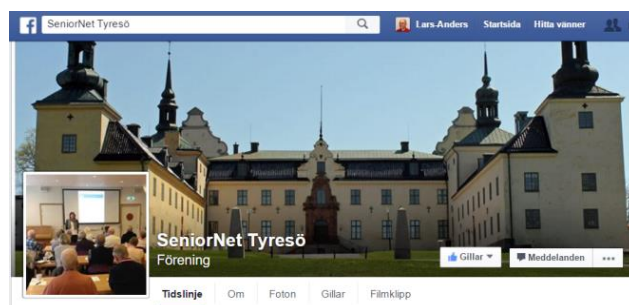 SeniorNet Tyresö
Lars-Anders Startsida Hitta vänner
SeniorNet Tyresö
Förening
Gillar Meddelanden
Tidslinje Om Foton Gillar Filmklipp